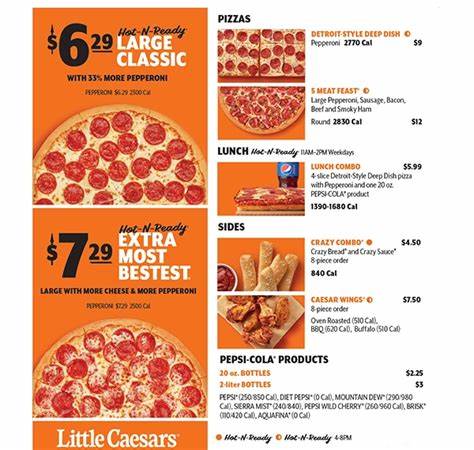 $6.29
Hot-N-Ready®
LARGE
CLASSIC
WITH 33% MORE PEPPERONI
PEPPERONI $6.29 2500 Cal
$7.29
Hot-N-Ready®
EXTRA
MOST
BESTEST®
LARGE WITH MORE CHEESE & MORE PEPPERONI
PEPPERONI $7.29 2500 Cal
Little Caesars®
PIZZAS
DETROIT-STYLE DEEP DISH
Pepperoni 2770 Cal $9
5 MEAT FEAST®
Large Pepperoni, Sausage, Bacon,
Beef and Smoky Ham
Round 2830 Cal $12
LUNCH Hot-N-Ready 11AM-2PM Weekdays
LUNCH COMBO $5.99
4-slice Detroit-Style Deep Dish pizza
with Pepperoni and one 20 oz.
PEPSI-COLA® product
1390-1680 Cal
pepsi
SIDES
CRAZY COMBO® $4.50
Crazy Bread® and Crazy Sauce®
8-piece order
840 Cal
CAESAR WINGS® $7.50
8-piece order
Oven Roasted (510 Cal),
BBQ (620 Cal), Buffalo (510 Cal)
PEPSI-COLA® PRODUCTS
20 oz. BOTTLES $2.25
2-liter BOTTLES $3
PEPSI® (250/850 Cal), DIET PEPSI® (0 Cal), MOUNTAIN DEW® (290/980
Cal), SIERRA MIST® (240/840), PEPSI WILD CHERRY® (260/960 Cal), BRISK®
(110/420 Cal), AQUAFINA® (0 Cal)
Hot-N-Ready Hot-N-Ready 4-8PM